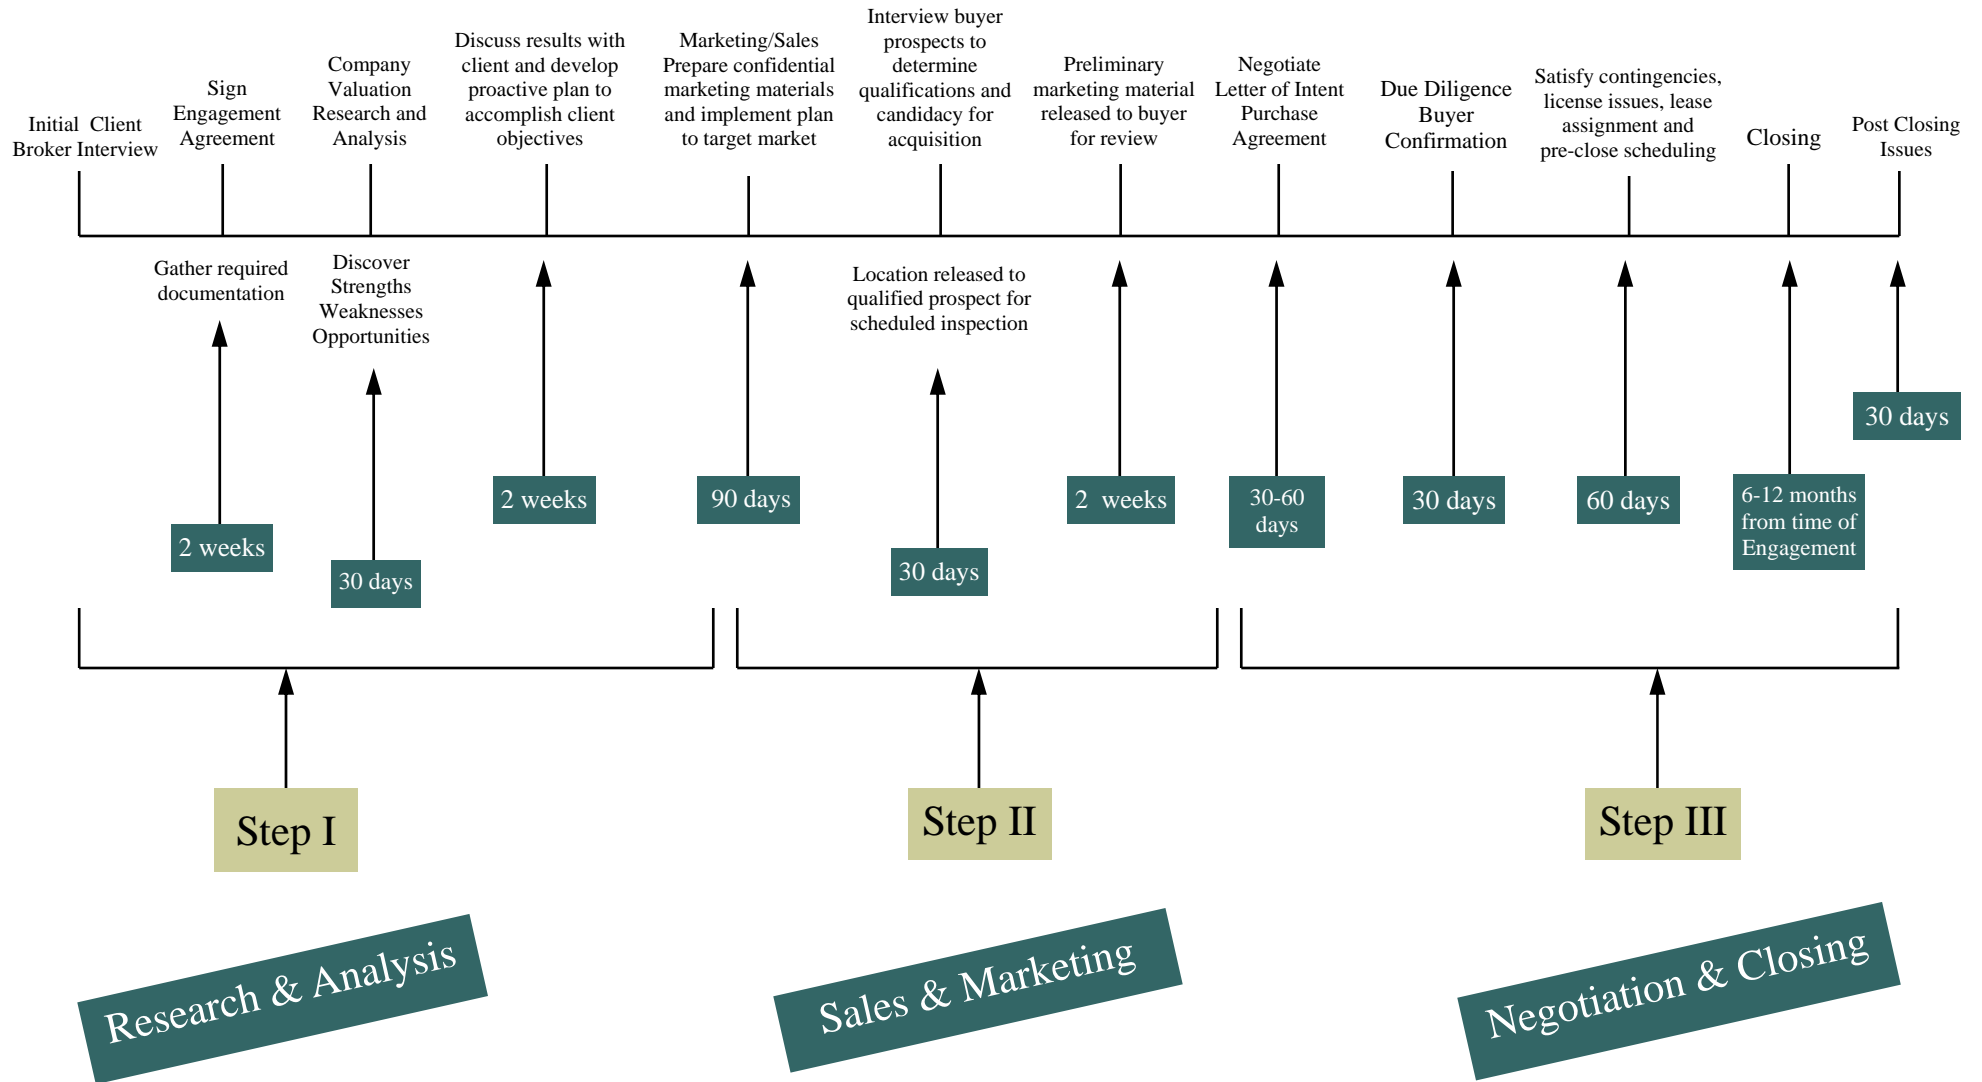 Initial Client
Broker Interview
Sign
Engagement
Agreement
Company
Valuation
Research and
Analysis
Discuss results with
client and develop
proactive plan to
accomplish client
objectives
Marketing/Sales
Prepare confidential
marketing materials
and implement plan
to target market
Interview buyer
prospects to
determine
qualifications and
candidacy for
acquisition
Preliminary
marketing material
released to buyer
for review
Negotiate
Letter of Intent
Purchase
Agreement
Due Diligence
Buyer
Confirmation
Satisfy contingencies,
license issues, lease
assignment and
pre-close scheduling
Closing
Post Closing
Issues
Gather required
documentation
Discover
Strengths
Weaknesses
Opportunities
Location released to
qualified prospect for
scheduled inspection
2 weeks
30 days
2 weeks
90 days
30 days
2 weeks
30-60
days
30 days
60 days
6-12 months
from time of
Engagement
30 days
Step I
Step II
Step III
Research & Analysis
Sales & Marketing
Negotiation & Closing